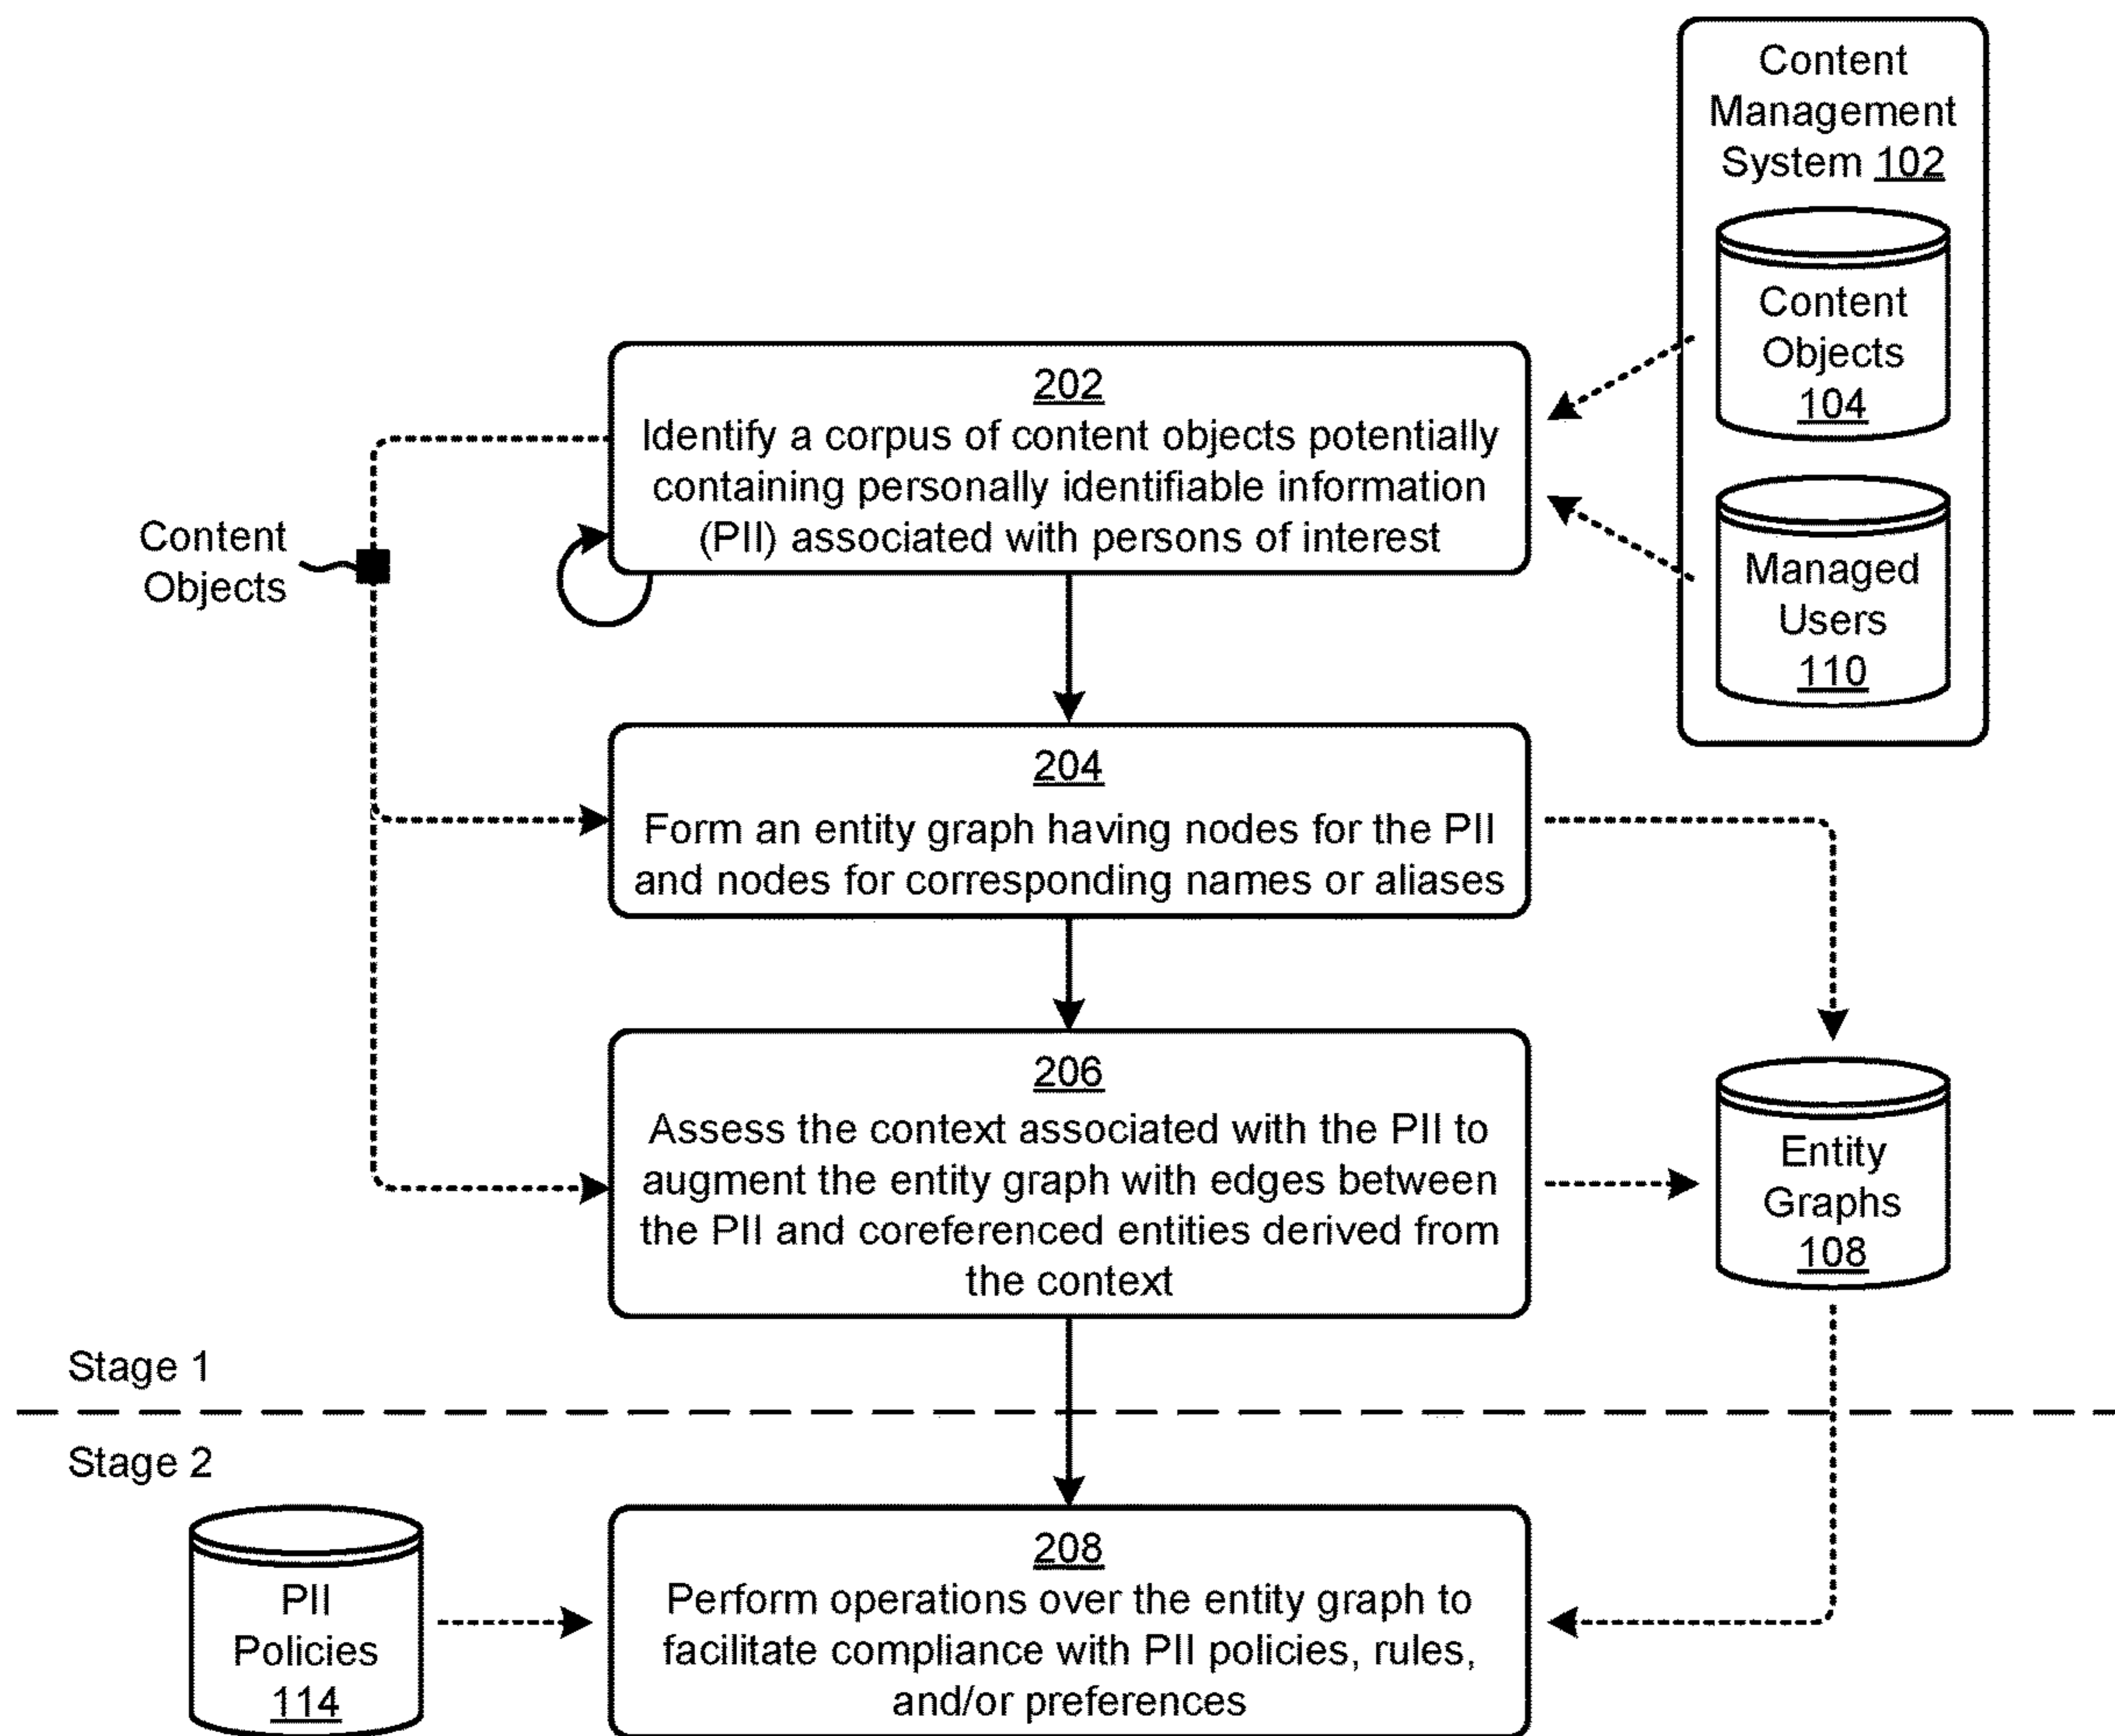 Content
Management
System 102
Content
Objects
104
Managed
Users
110
202
Identify a corpus of content objects potentially
containing personally identifiable information
(PII) associated with persons of interest
Content
Objects
204
Form an entity graph having nodes for the PII
and nodes for corresponding names or aliases
206
Assess the context associated with the PII to
augment the entity graph with edges between
the PII and coreferenced entities derived from
the context
Entity
Graphs
108
Stage 1
Stage 2
PII
Policies
114
208
Perform operations over the entity graph to
facilitate compliance with PII policies, rules,
and/or preferences